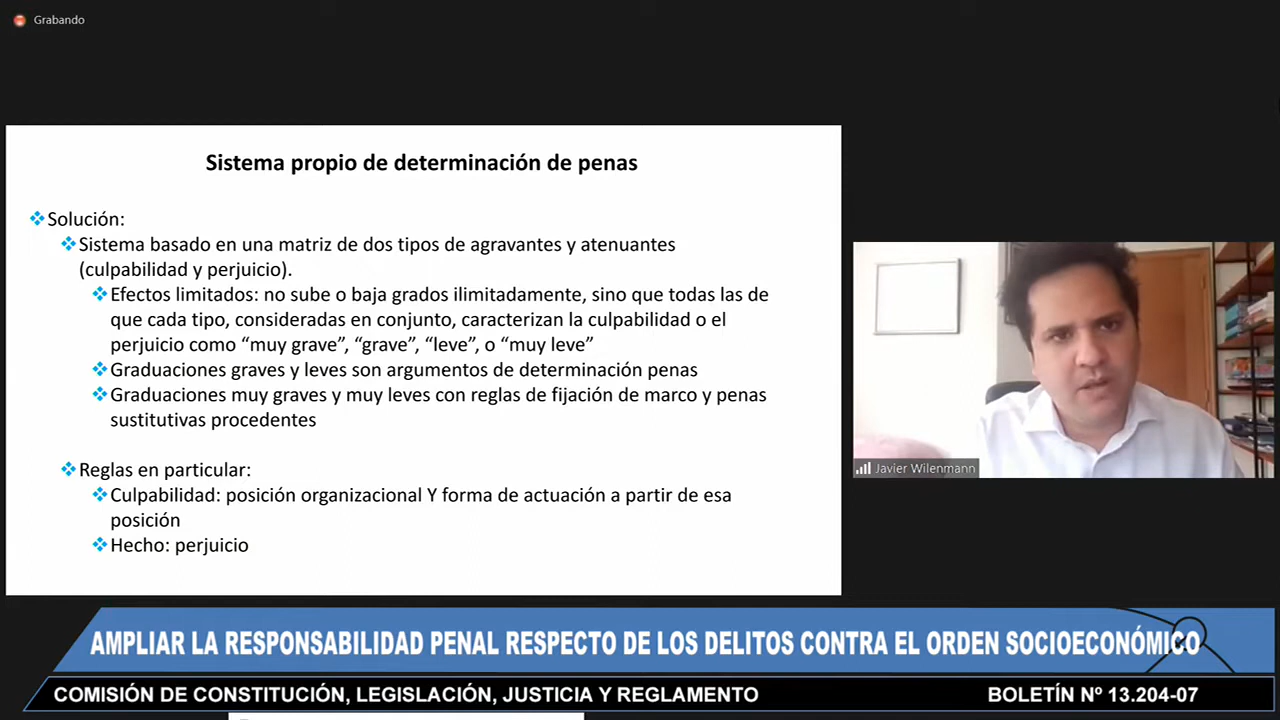 Grabando
Sistema propio de determinación de penas
Solución:
Sistema basado en una matriz de dos tipos de agravantes y atenuantes
(culpabilidad y perjuicio).
Efectos limitados: no sube o baja grados ilimitadamente, sino que todas las de
que cada tipo, consideradas en conjunto, caracterizan la culpabilidad o el
perjuicio como “muy grave”, “grave”, “leve”, o “muy leve”
Graduaciones graves y leves son argumentos de determinación penas
Graduaciones muy graves y muy leves con reglas de fijación de marco y penas
sustitutivas procedentes
Reglas en particular:
Culpabilidad: posición organizacional Y forma de actuación a partir de esa
posición
Hecho: perjuicio
Javier Wilenmann
AMPLIAR LA RESPONSABILIDAD PENAL RESPECTO DE LOS DELITOS CONTRA EL ORDEN SOCIOECONÓMICO
COMISIÓN DE CONSTITUCIÓN, LEGISLACIÓN, JUSTICIA Y REGLAMENTO
BOLETÍN Nº 13.204-07